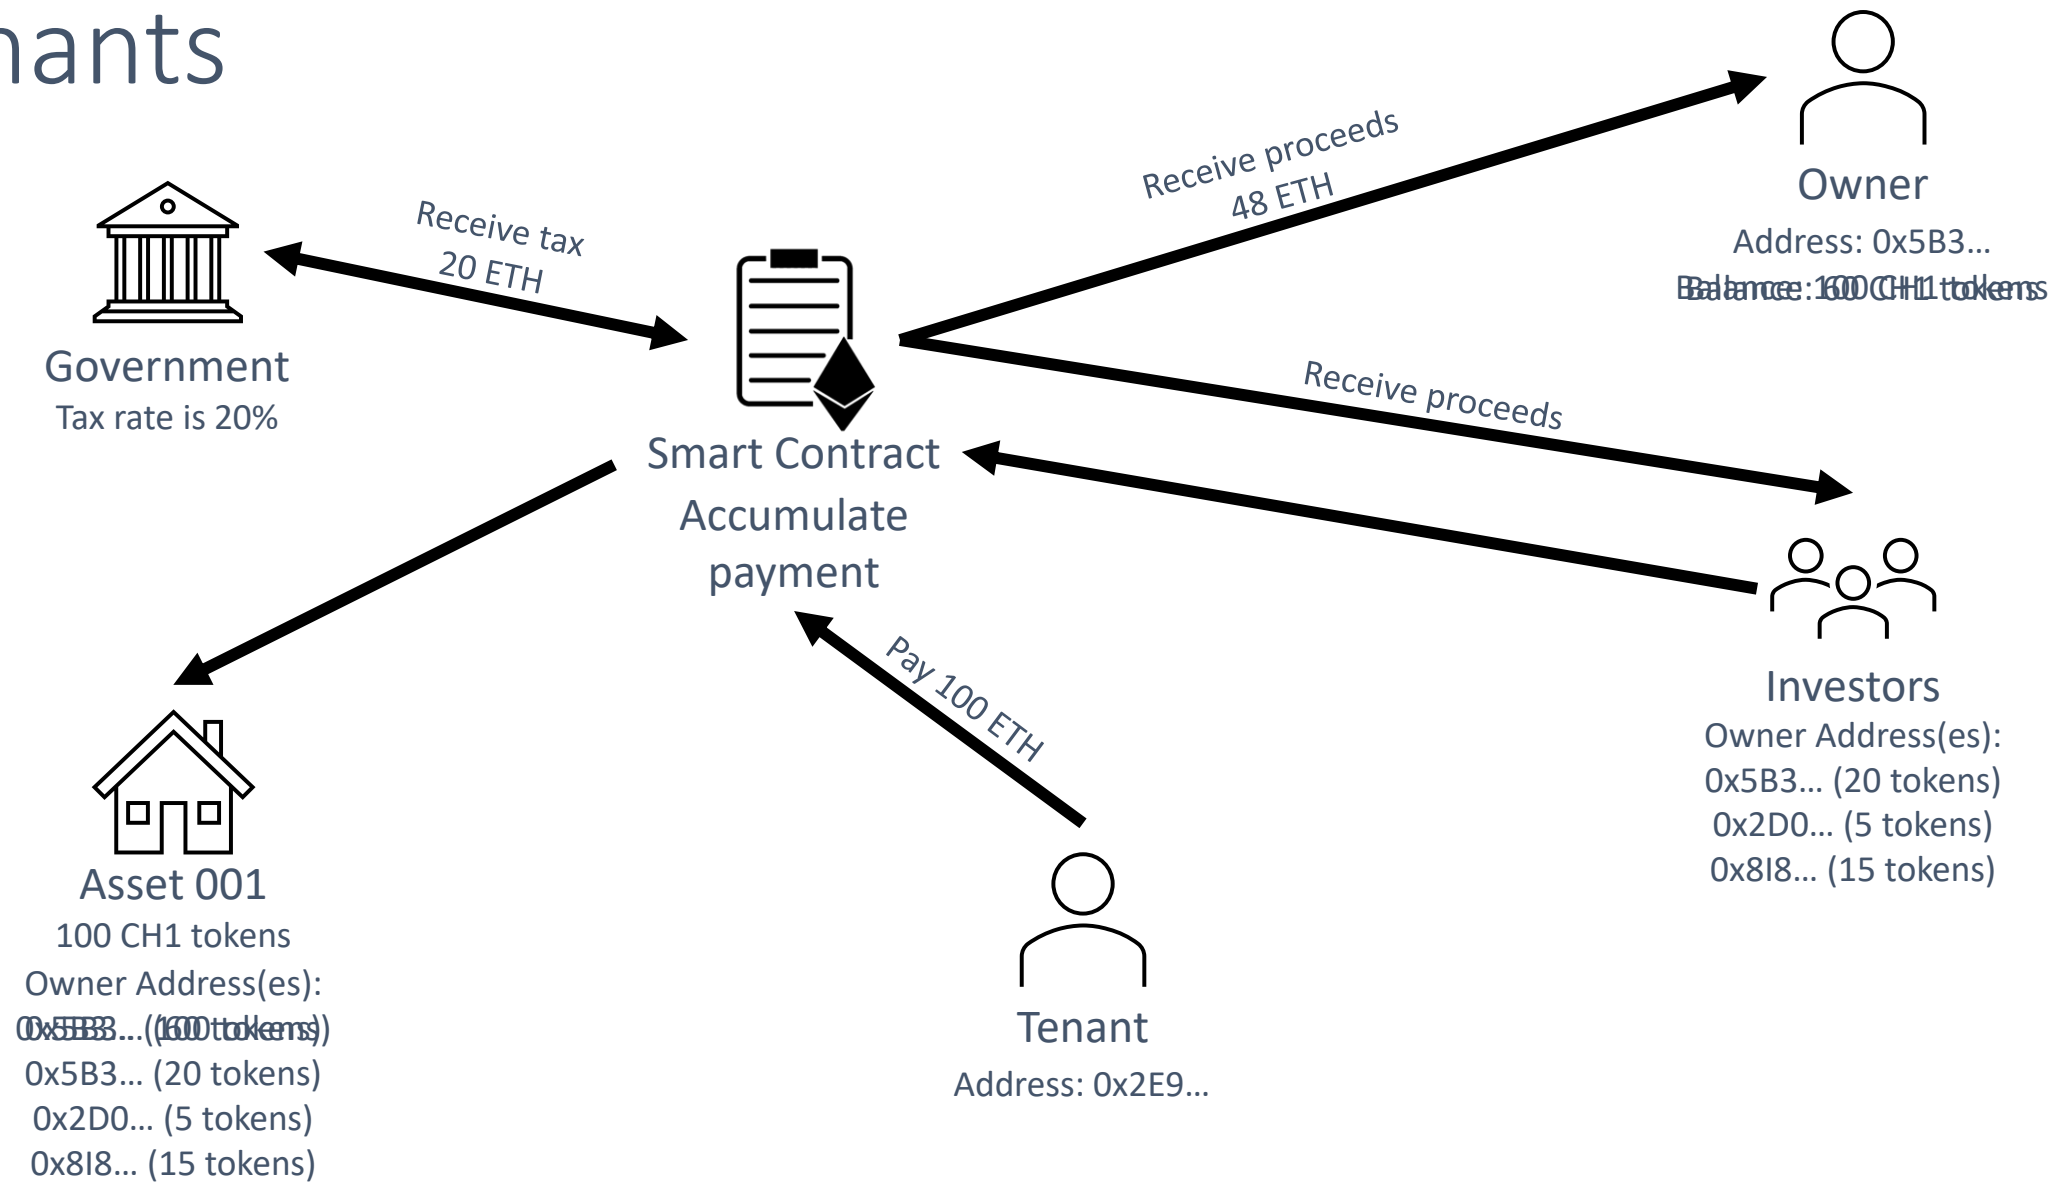 nants
Receive proceeds
48 ETH
Owner
Address: 0x5B3...
Receive tax
20 ETH
Government
Tax rate is 20%
Receive proceeds
Smart Contract
Accumulate
payment
Pay 100 ETH
Investors
Owner Address(es):
0x5B3... (20 tokens)
0x2D0... (5 tokens)
0x8I8... (15 tokens)
Asset 001
100 CH1 tokens
Owner Address(es):
0x5B3... (20 tokens)
0x2D0... (5 tokens)
0x8I8... (15 tokens)
Tenant
Address: 0x2E9...